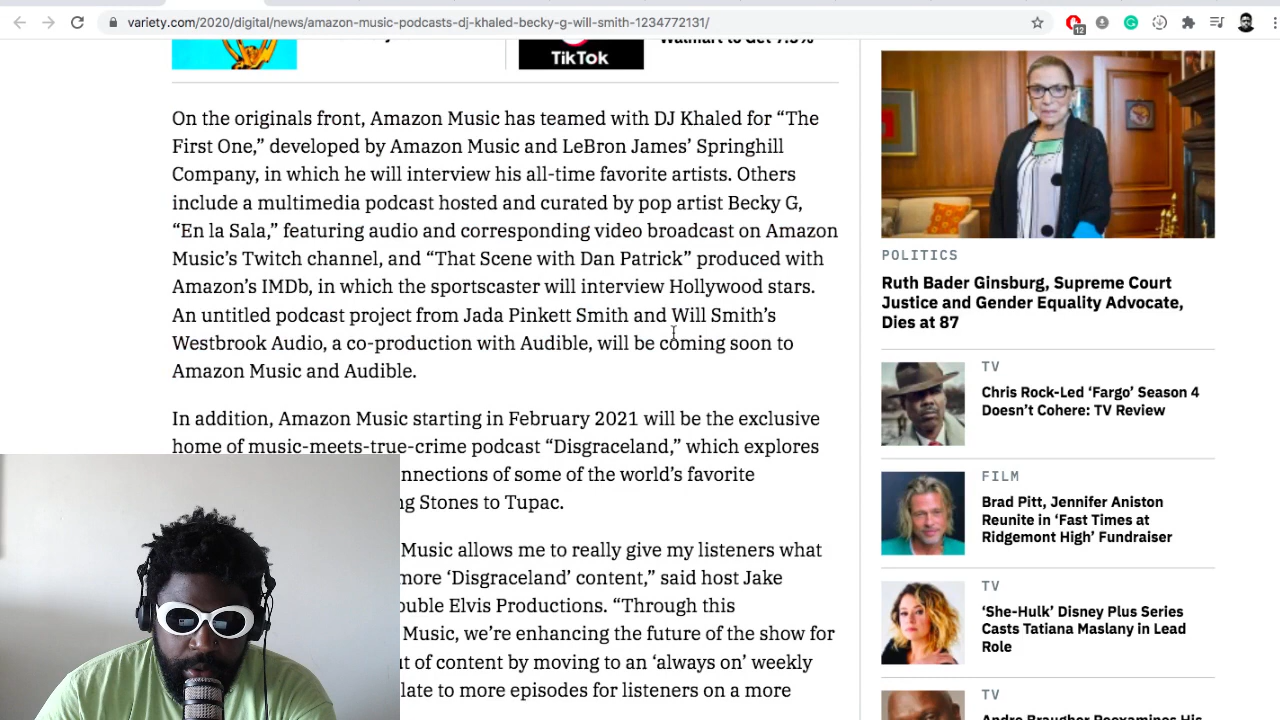 variety.com/2020/digital/news/amazon-music-podcasts-dj-khaled-becky-g-will-smith-1234772131/
12
TikTok
On the originals front, Amazon Music has teamed with DJ Khaled for “The
First One,” developed by Amazon Music and LeBron James’ Springhill
Company, in which he will interview his all-time favorite artists. Others
include a multimedia podcast hosted and curated by pop artist Becky G,
“En la Sala,” featuring audio and corresponding video broadcast on Amazon
Music’s Twitch channel, and “That Scene with Dan Patrick” produced with
Amazon’s IMDb, in which the sportscaster will interview Hollywood stars.
An untitled podcast project from Jada Pinkett Smith and Will Smith’s
Westbrook Audio, a co-production with Audible, will be coming soon to
Amazon Music and Audible.
In addition, Amazon Music starting in February 2021 will be the exclusive
home of music-meets-true-crime podcast “Disgraceland,” which explores
nnections of some of the world’s favorite
ng Stones to Tupac.
Music allows me to really give my listeners what
more ‘Disgraceland’ content,” said host Jake
ouble Elvis Productions. “Through this
Music, we’re enhancing the future of the show for
t of content by moving to an ‘always on’ weekly
late to more episodes for listeners on a more
POLITICS
Ruth Bader Ginsburg, Supreme Court
Justice and Gender Equality Advocate,
Dies at 87
TV
Chris Rock-Led ‘Fargo’ Season 4
Doesn’t Cohere: TV Review
FILM
Brad Pitt, Jennifer Aniston
Reunite in ‘Fast Times at
Ridgemont High’ Fundraiser
TV
‘She-Hulk’ Disney Plus Series
Casts Tatiana Maslany in Lead
Role
TV
Andre Braugher Reexamines His